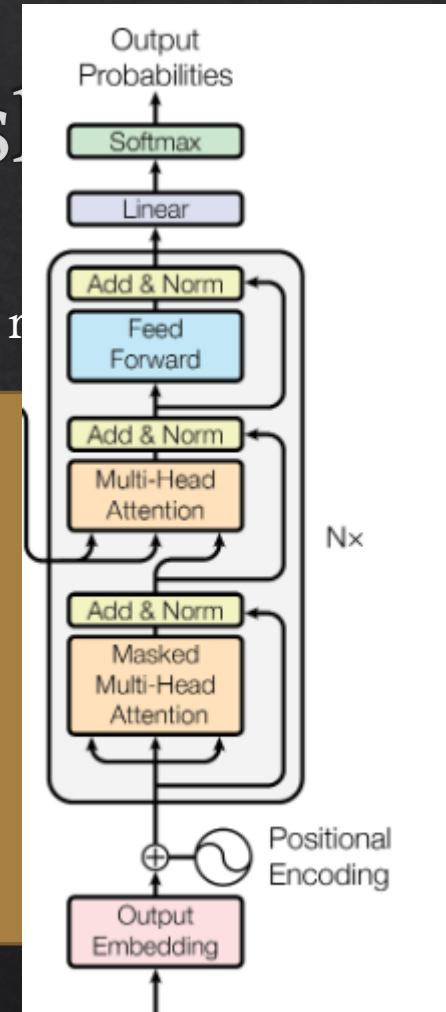 Output
Probabilities
Softmax
Linear
Add & Norm
Feed
Forward
Add & Norm
Multi-Head
Attention
N×
Add & Norm
Masked
Multi-Head
Attention
Positional
Encoding
Output
Embedding